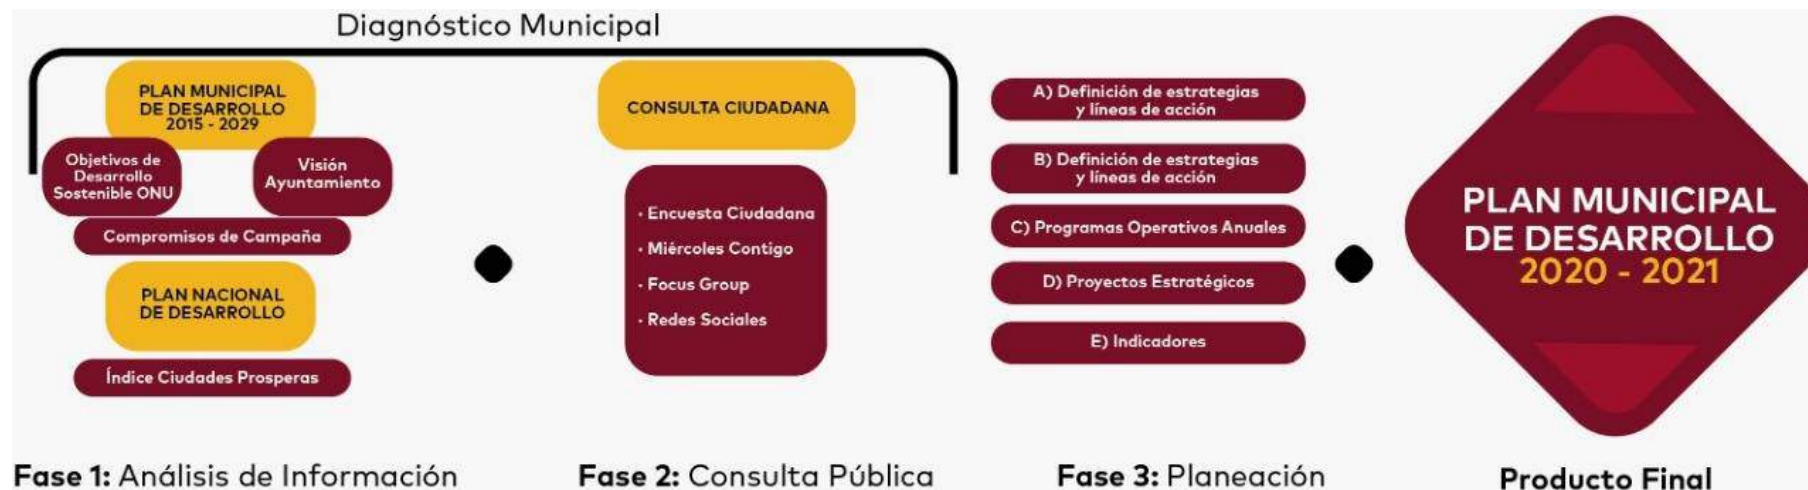 Diagnóstico Municipal
PLAN MUNICIPAL
DE DESARROLLO
2015 - 2029
Objetivos de
Desarrollo
Sostenible ONU
Visión
Ayuntamiento
Compromisos de Campaña
PLAN NACIONAL
DE DESARROLLO
Índice Ciudades Prosperas
Fase 1: Análisis de Información
CONSULTA CIUDADANA
· Encuesta Ciudadana
· Miércoles Contigo
· Focus Group
· Redes Sociales
Fase 2: Consulta Pública
A) Definición de estrategias
y líneas de acción
B) Definición de estrategias
y líneas de acción
C) Programas Operativos Anuales
D) Proyectos Estratégicos
E) Indicadores
Fase 3: Planeación
PLAN MUNICIPAL
DE DESARROLLO
2020 - 2021
Producto Final